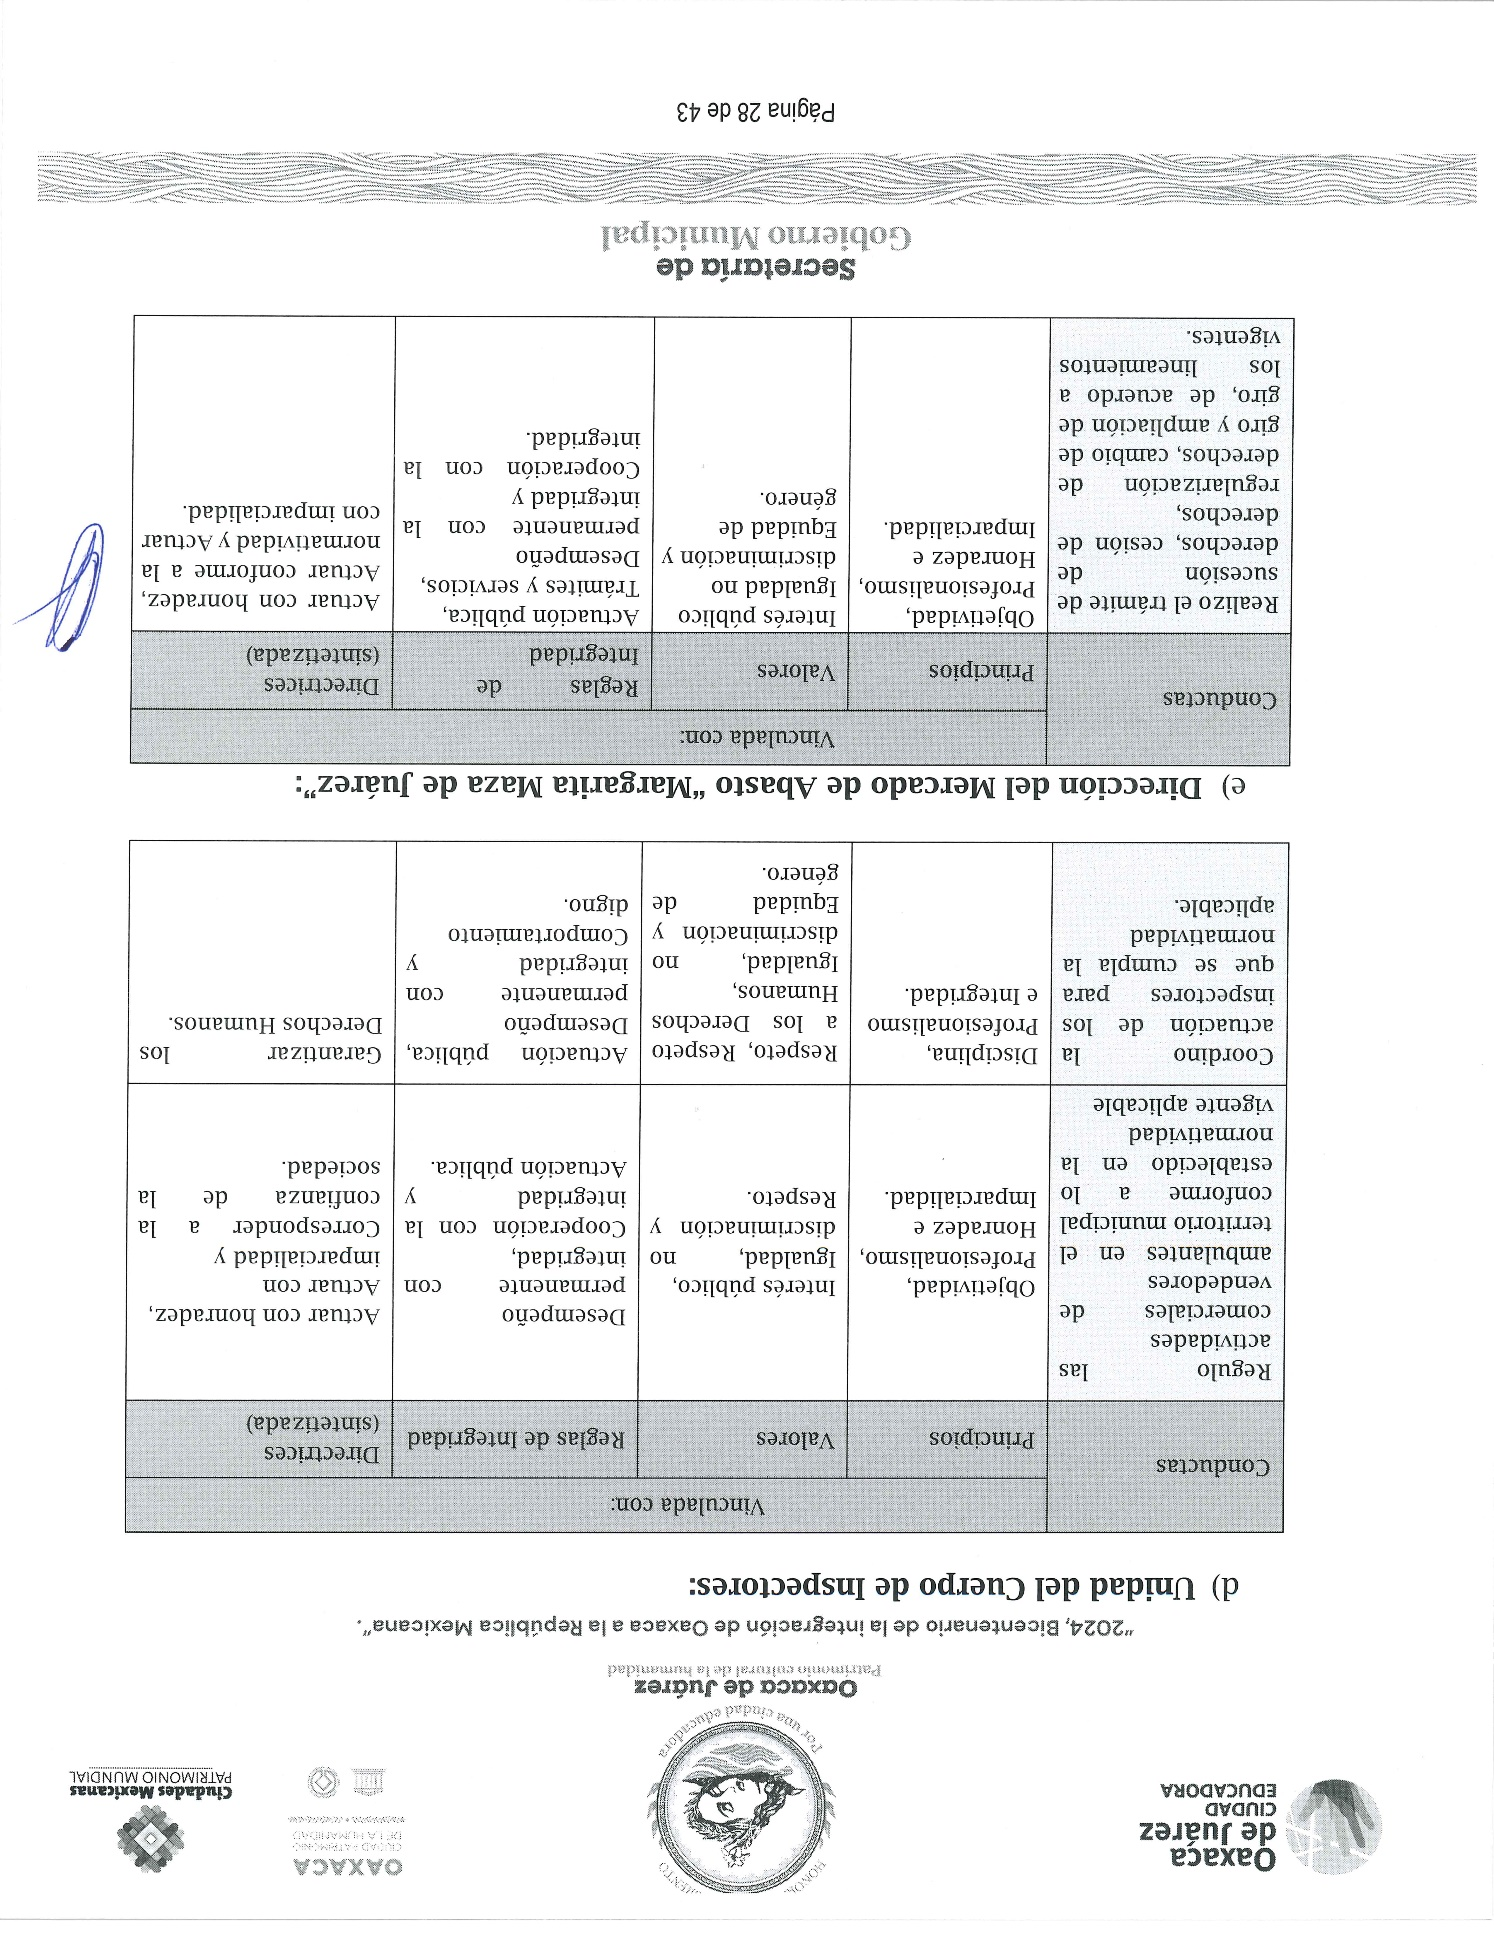 Oaxaca
de Juárez
CIUDAD
EDUCADORA
Por una ciudad educadora
Oaxaca de Juárez
Patrimonio cultural de la humanidad
OAXACA
CIUDAD PATRIMONIO
DE LA HUMANIDAD
Ciudades Mexicanas
PATRIMONIO MUNDIAL
"2024, Bicentenario de la integración de Oaxaca a la República Mexicana".
d) Unidad del Cuerpo de Inspectores:
Conductas
Vinculada con:
Principios
Valores
Reglas de Integridad
Directrices
(sintetizada)
Regulo las
actividades
comerciales de
vendedores
ambulantes en el
territorio municipal
conforme a lo
establecido en la
normatividad
vigente aplicable
Objetividad,
Profesionalismo,
Honradez e
Imparcialidad.
Interés público,
Igualdad, no
discriminación y
Respeto.
Desempeño
permanente con
integridad,
Cooperación con la
integridad y
Actuación pública.
Actuar con honradez,
Actuar con
imparcialidad y
Corresponder a la
confianza de la
sociedad.
Coordino la
actuación de los
inspectores para
que se cumpla la
normatividad
aplicable.
Disciplina,
Profesionalismo
e Integridad.
Respeto, Respeto
a los Derechos
Humanos,
Igualdad, no
discriminación y
Equidad de
género.
Actuación pública,
Desempeño
permanente con
integridad y
Comportamiento
digno.
Garantizar los
Derechos Humanos.
e) Dirección del Mercado de Abasto "Margarita Maza de Juárez":
Conductas
Vinculada con:
Principios
Valores
Reglas de
Integridad
Directrices
(sintetizada)
Realizo el trámite de
sucesión de
derechos, cesión de
derechos,
regularización de
derechos, cambio de
giro y ampliación de
giro, de acuerdo a
los lineamientos
vigentes.
Objetividad,
Profesionalismo,
Honradez e
Imparcialidad.
Interés público
Igualdad no
discriminación y
Equidad de
género.
Actuación pública,
Trámites y servicios,
Desempeño
permanente con la
integridad y
Cooperación con la
integridad.
Actuar con honradez,
Actuar conforme a la
normatividad y Actuar
con imparcialidad.
Secretaría de
Gobierno Municipal
Página 28 de 43